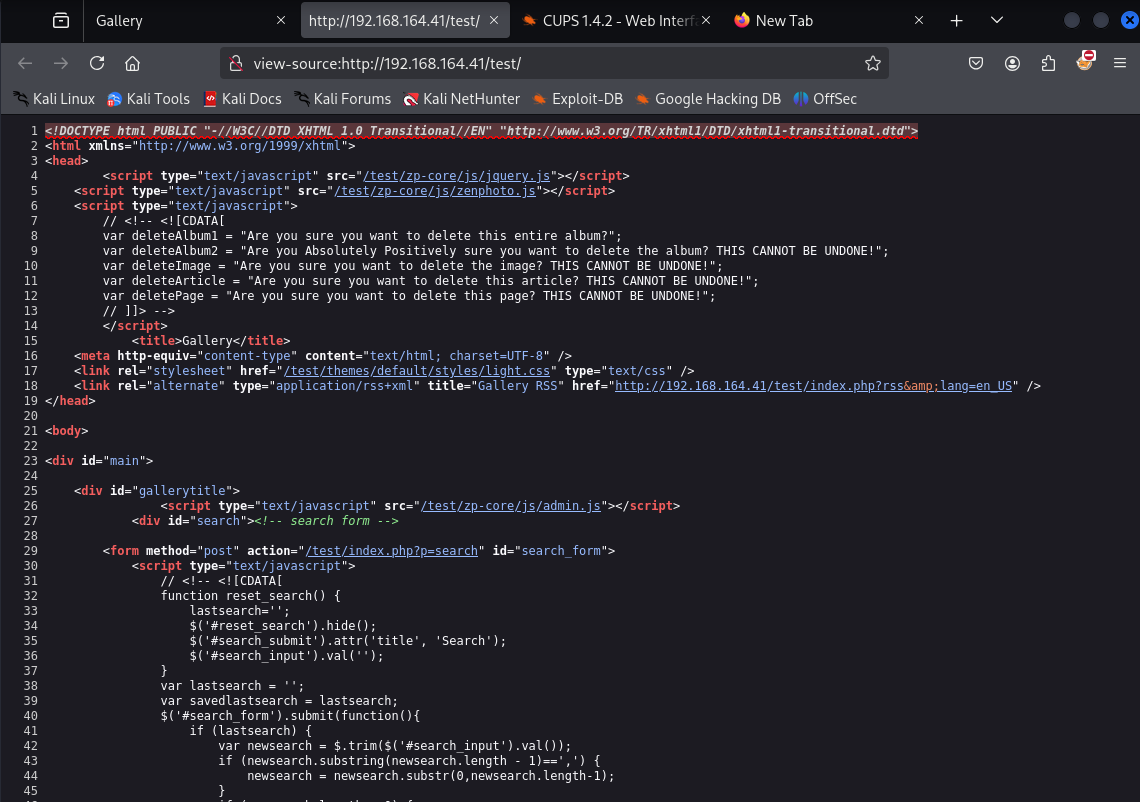 Gallery
http://192.168.164.41/test/
CUPS 1.4.2 - Web Interfa
New Tab
view-source:http://192.168.164.41/test/
Kali Linux Kali Tools Kali Docs Kali Forums Kali NetHunter Exploit-DB Google Hacking DB OffSec
1 <!DOCTYPE html PUBLIC "-//W3C//DTD XHTML 1.0 Transitional//EN" "http://www.w3.org/TR/xhtml1/DTD/xhtml1-transitional.dtd">
2 <html xmlns="http://www.w3.org/1999/xhtml">
3 <head>
4 <script type="text/javascript" src="/test/zp-core/js/jquery.js"></script>
5 <script type="text/javascript" src="/test/zp-core/js/zenphoto.js"></script>
6 <script type="text/javascript">
7 // <!-- <![CDATA[
8 var deleteAlbum1 = "Are you sure you want to delete this entire album?";
9 var deleteAlbum2 = "Are you Absolutely Positively sure you want to delete the album? THIS CANNOT BE UNDONE!";
10 var deleteImage = "Are you sure you want to delete the image? THIS CANNOT BE UNDONE!";
11 var deleteArticle = "Are you sure you want to delete this article? THIS CANNOT BE UNDONE!";
12 var deletePage = "Are you sure you want to delete this page? THIS CANNOT BE UNDONE!";
13 // ]]> -->
14 </script>
15 <title>Gallery</title>
16 <meta http-equiv="content-type" content="text/html; charset=UTF-8" />
17 <link rel="stylesheet" href="/test/themes/default/styles/light.css" type="text/css" />
18 <link rel="alternate" type="application/rss+xml" title="Gallery RSS" href="http://192.168.164.41/test/index.php?rss&amp;lang=en_US" />
19 </head>
20
21 <body>
22
23 <div id="main">
24
25 <div id="gallerytitle">
26 <script type="text/javascript" src="/test/zp-core/js/admin.js"></script>
27 <div id="search"><!-- search form -->
28
29 <form method="post" action="/test/index.php?p=search" id="search_form">
30 <script type="text/javascript">
31 // <!-- <![CDATA[
32 function reset_search() {
33 lastsearch='';
34 $('#reset_search').hide();
35 $('#search_submit').attr('title', 'Search');
36 $('#search_input').val('');
37 }
38 var lastsearch = '';
39 var savedlastsearch = lastsearch;
40 $('#search_form').submit(function(){
41 if (lastsearch) {
42 var newsearch = $.trim($('#search_input').val());
43 if (newsearch.substring(newsearch.length - 1)==',') {
44 newsearch = newsearch.substr(0,newsearch.length-1);
45 }